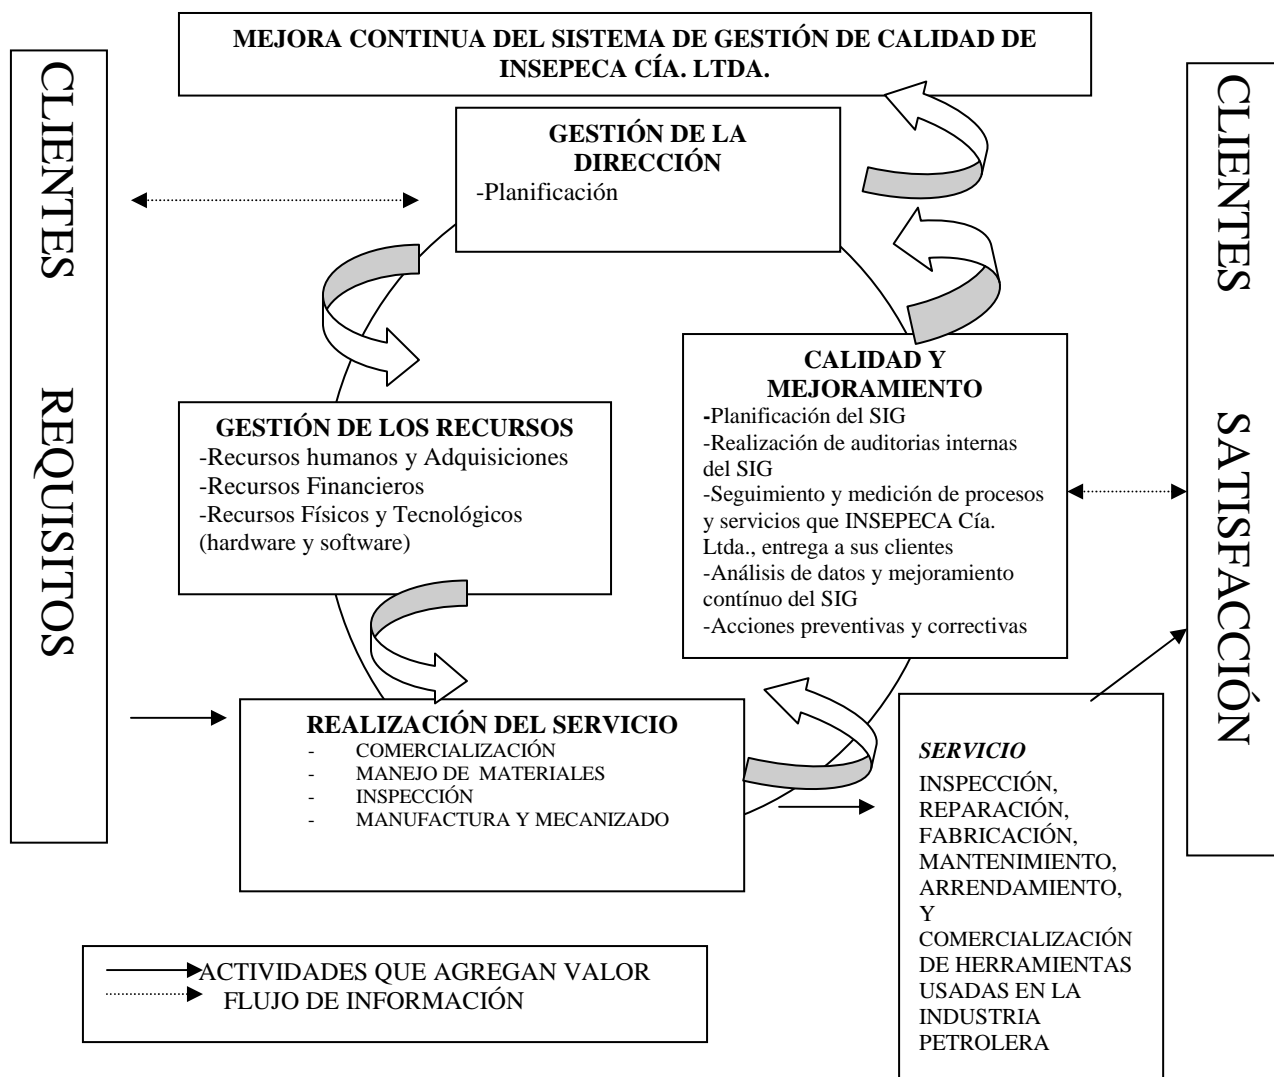 MEJORA CONTINUA DEL SISTEMA DE GESTIÓN DE CALIDAD DE
INSEPECA CÍA. LTDA.
CLIENTES REQUISITOS
GESTIÓN DE LA
DIRECCIÓN
-Planificación
GESTIÓN DE LOS RECURSOS
-Recursos humanos y Adquisiciones
-Recursos Financieros
-Recursos Físicos y Tecnológicos
(hardware y software)
CALIDAD Y
MEJORAMIENTO
-Planificación del SIG
-Realización de auditorias internas
del SIG
-Seguimiento y medición de procesos
y servicios que INSEPECA Cía.
Ltda., entrega a sus clientes
-Análisis de datos y mejoramiento
contínuo del SIG
-Acciones preventivas y correctivas
REALIZACIÓN DEL SERVICIO
- COMERCIALIZACIÓN
- MANEJO DE MATERIALES
- INSPECCIÓN
- MANUFACTURA Y MECANIZADO
SERVICIO
INSPECCIÓN,
REPARACIÓN,
FABRICACIÓN,
MANTENIMIENTO,
ARRENDAMIENTO,
Y
COMERCIALIZACIÓN
DE HERRAMIENTAS
USADAS EN LA
INDUSTRIA
PETROLERA
CLIENTES SATISFACCIÓN
ACTIVIDADES QUE AGREGAN VALOR
FLUJO DE INFORMACIÓN